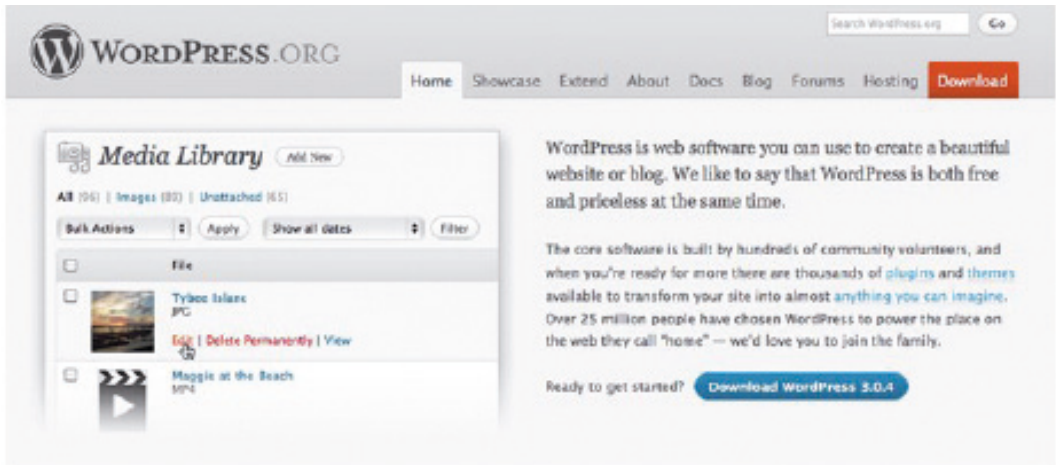 Search WordPress.org Go
WORDPRESS.ORG
Home Showcase Extend About Docs Blog Forums Hosting Download
Media Library Add New
All (96) | Images (80) | Unattached (65)
Bulk Actions Apply Show all dates Filter
File
Tybee Island
JPG
Edit | Delete Permanently | View
Maggie at the Beach
MP4
WordPress is web software you can use to create a beautiful
website or blog. We like to say that WordPress is both free
and priceless at the same time.
The core software is built by hundreds of community volunteers, and
when you're ready for more there are thousands of plugins and themes
available to transform your site into almost anything you can imagine.
Over 25 million people have chosen WordPress to power the place on
the web they call "home" — we'd love you to join the family.
Ready to get started? Download WordPress 3.0.4